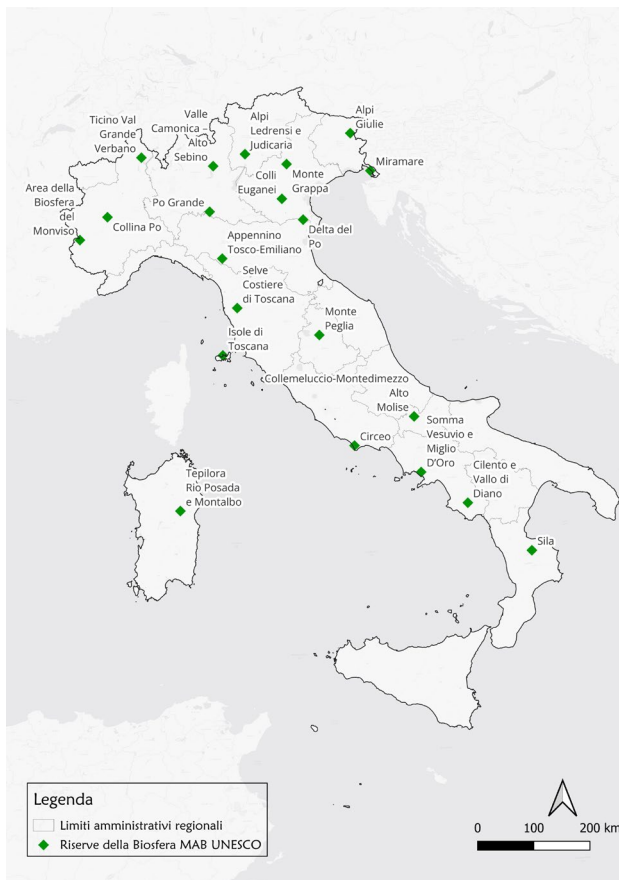 Ticino Val
Grande
Verbano
Valle
Camonica –
Alto
Sebino
Alpi
Ledrensi e
Judicaria
Alpi
Giulie
Miramare
Monte
Grappa
Colli
Euganei
Area della
Biosfera
del
Monviso
Collina Po
Po Grande
Delta del
Po
Appennino
Tosco-Emiliano
Selve
Costiere
di Toscana
Monte
Peglia
Isole di
Toscana
Collemeluccio-Montedimezzo
Alto
Molise
Circeo
Somma
Vesuvio e
Miglio
D'Oro
Cilento e
Vallo di
Diano
Tepilora
Rio Posada
e Montalbo
Sila
Legenda
Limiti amministrativi regionali
Riserve della Biosfera MAB UNESCO
0 100 200 km